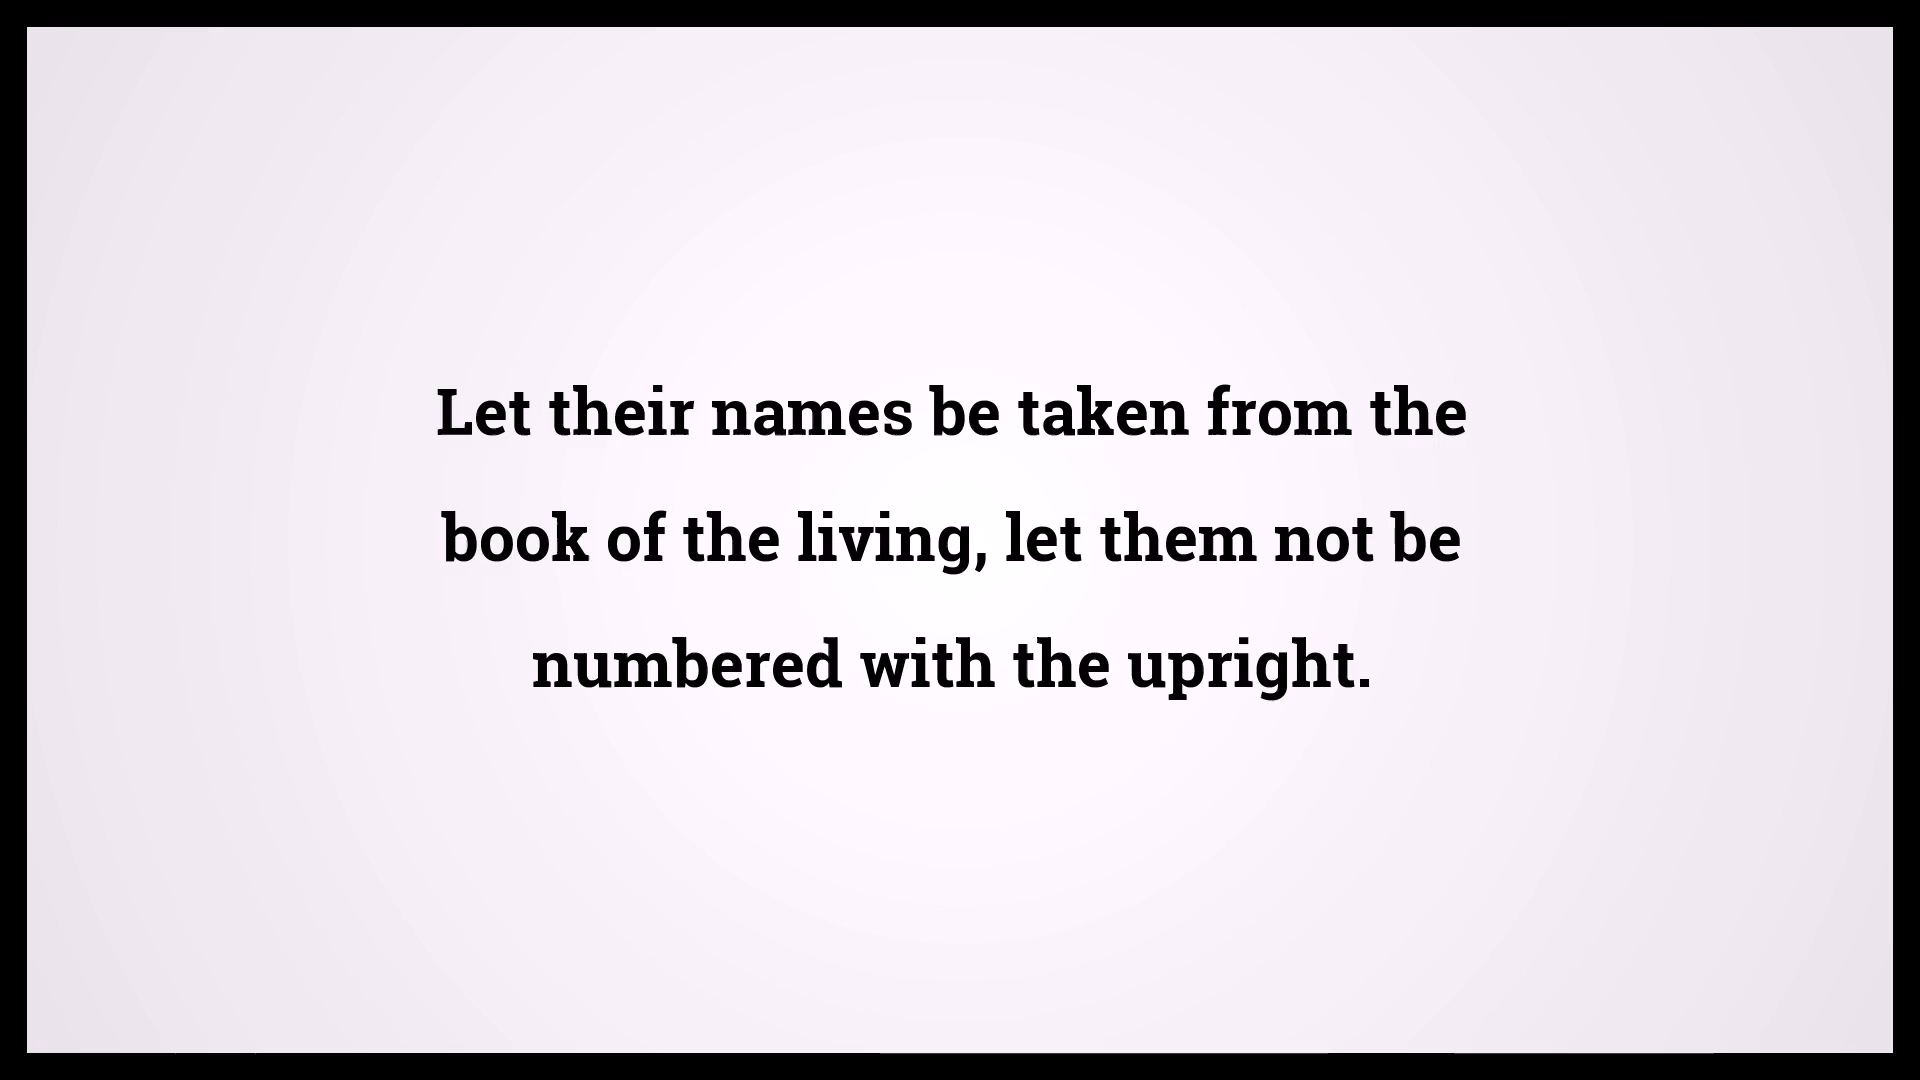 Let their names be taken from the
book of the living, let them not be
numbered with the upright.